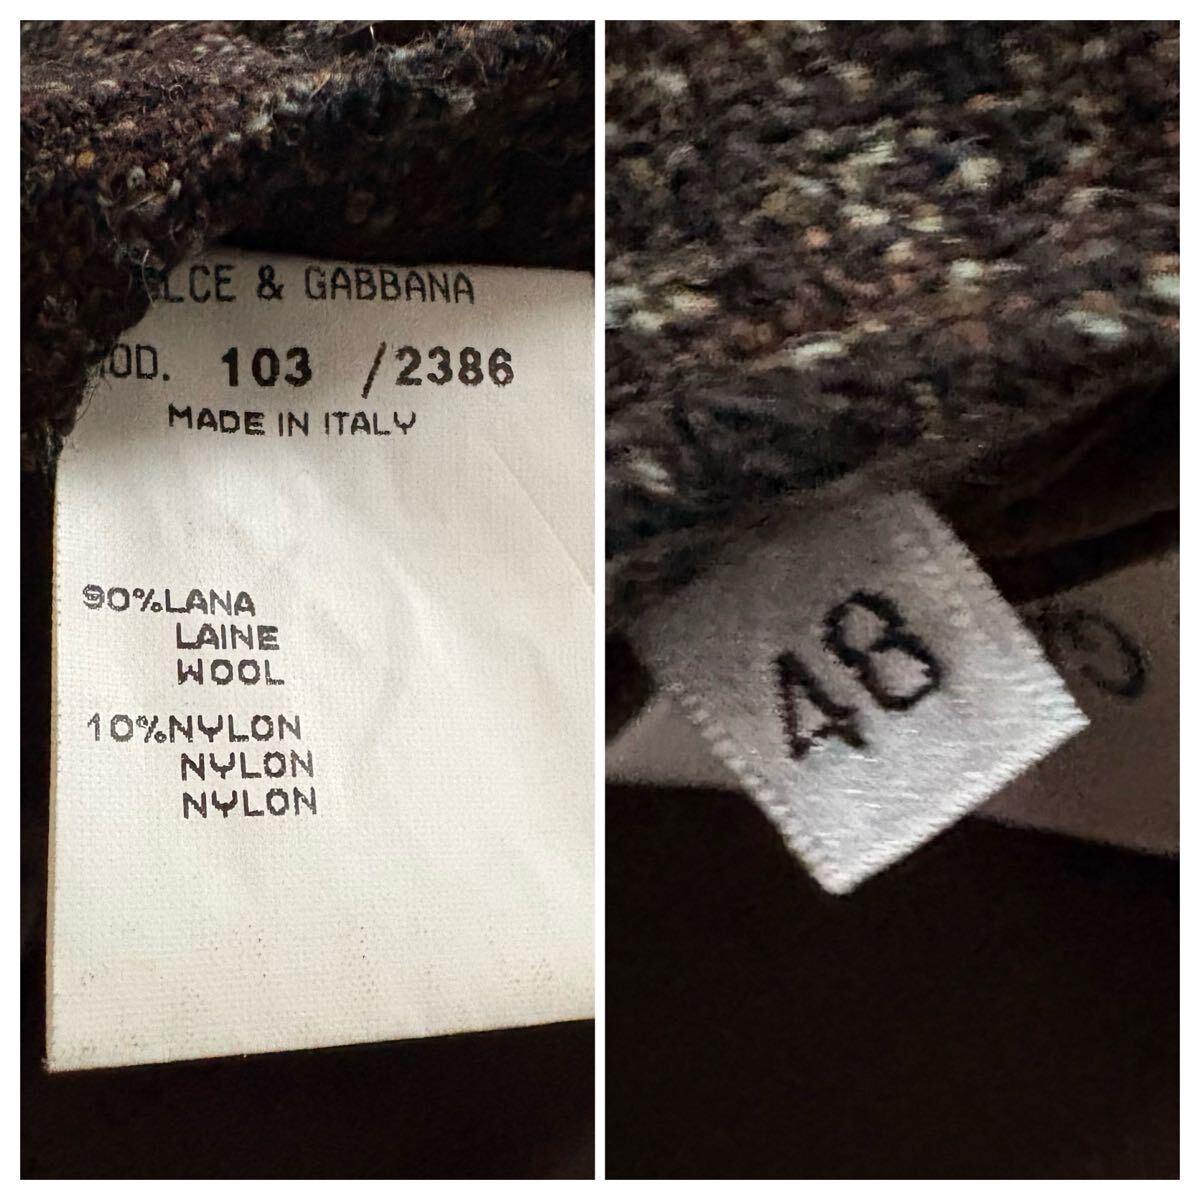 LCE & GABBANA
OD. 103 /2386
MADE IN ITALY
90%LANA
LAINE
WOOL
10%NYLON
NYLON
NYLON
48